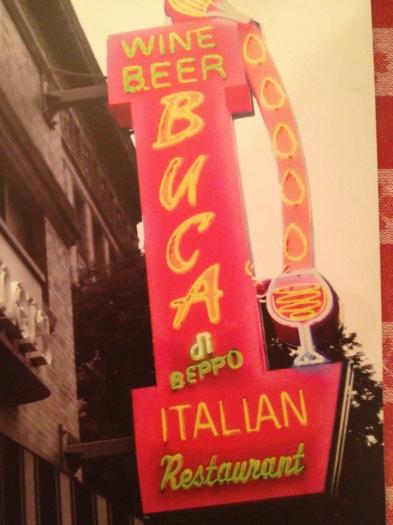 WINE
BEER
BUCA
di
BEPPO
ITALIAN
Restaurant